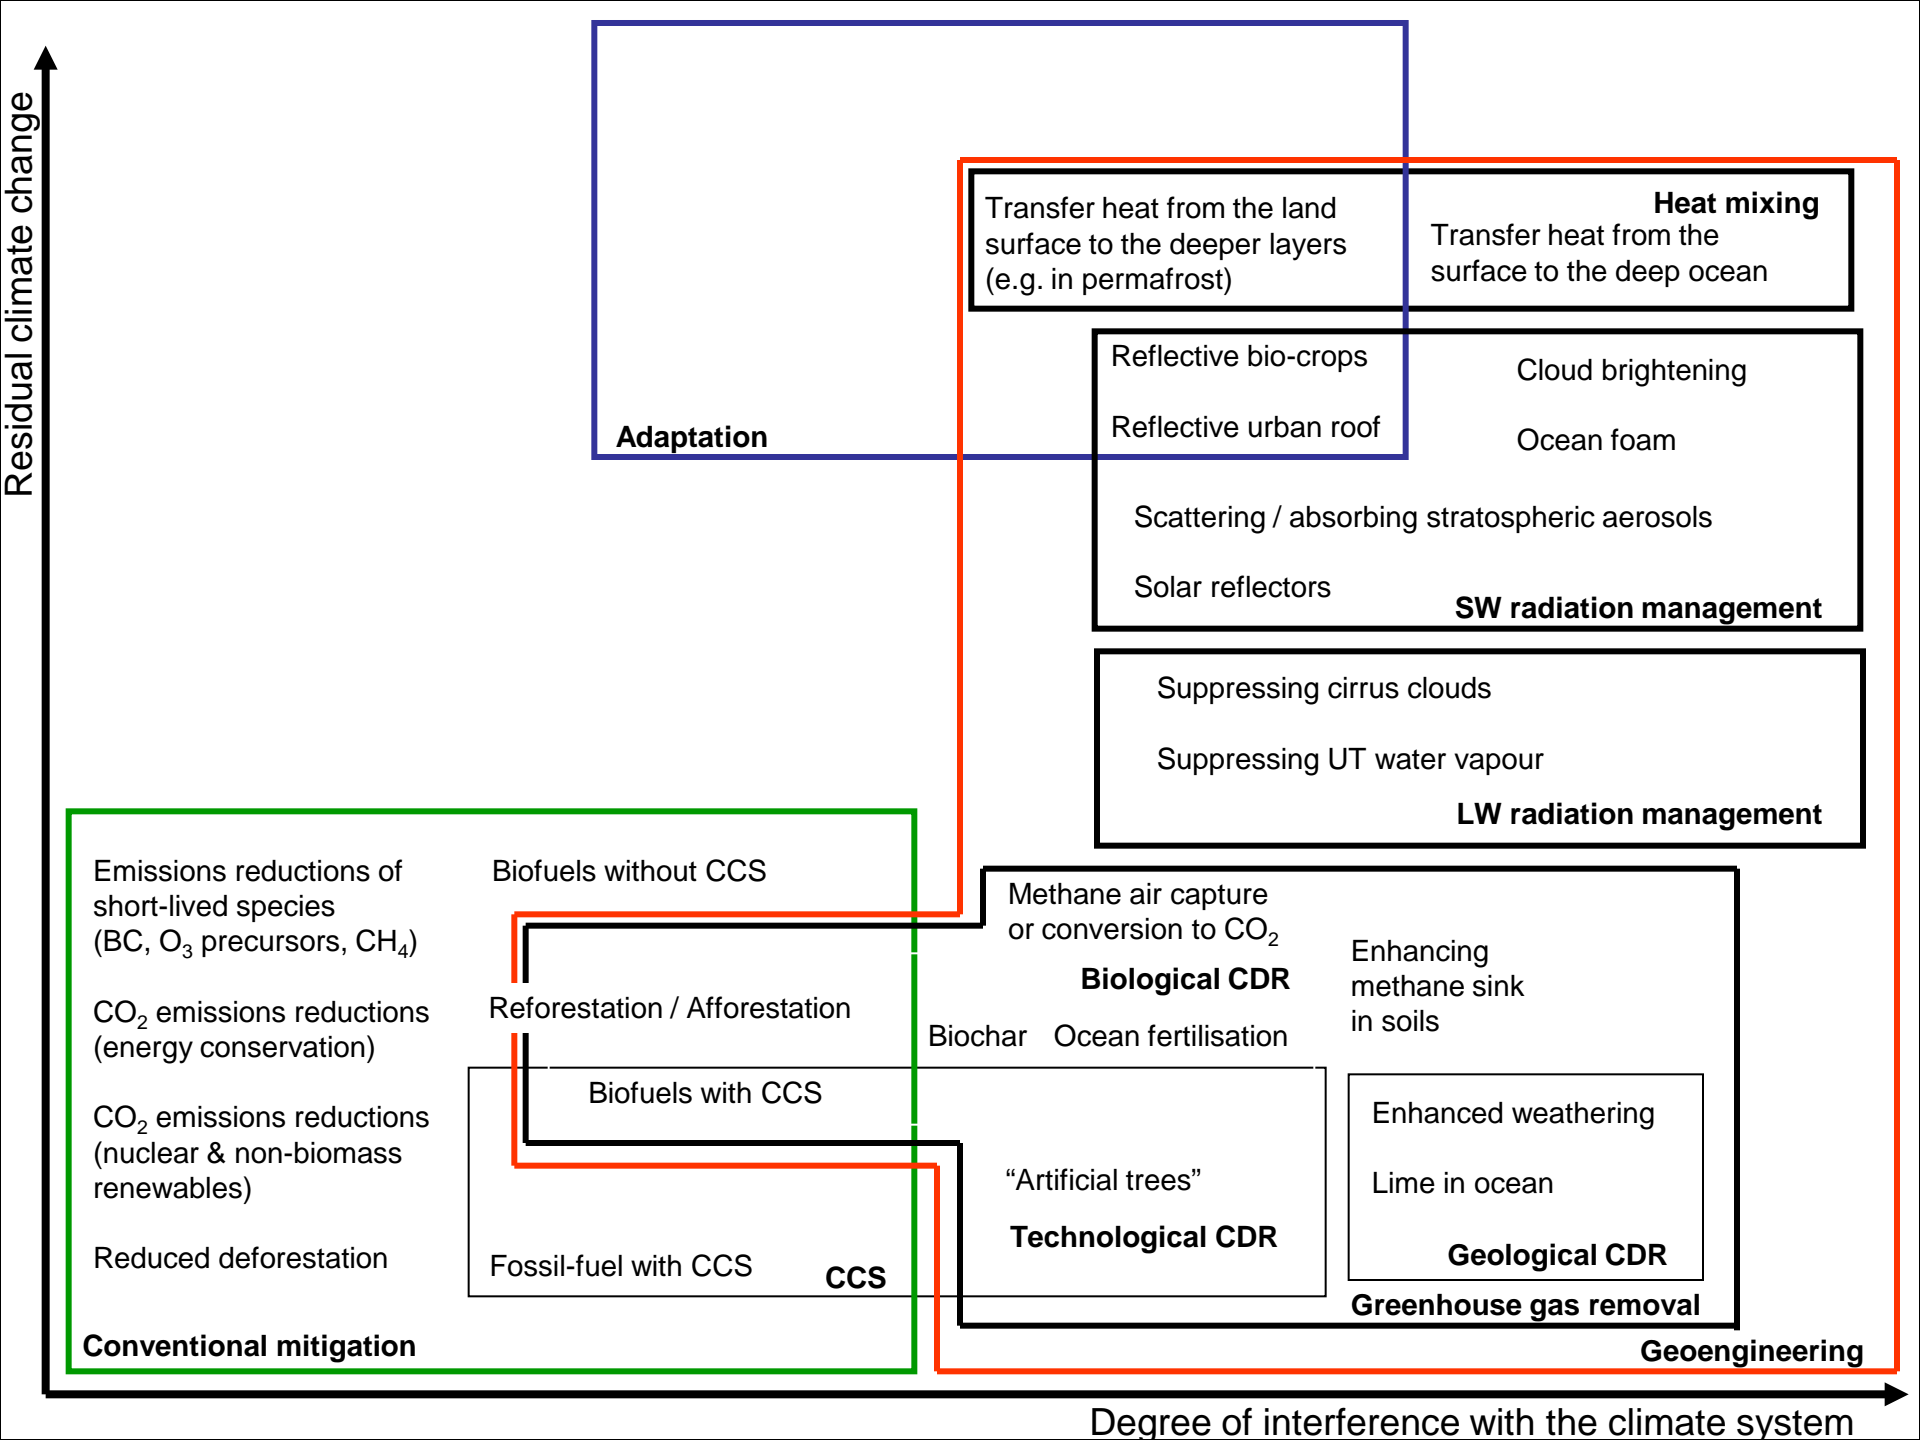 Residual climate change
Transfer heat from the land
surface to the deeper layers
(e.g. in permafrost)
Heat mixing
Transfer heat from the
surface to the deep ocean
Reflective bio-crops
Reflective urban roof
Cloud brightening
Ocean foam
Adaptation
Scattering / absorbing stratospheric aerosols
Solar reflectors
SW radiation management
Suppressing cirrus clouds
Suppressing UT water vapour
LW radiation management
Emissions reductions of
short-lived species
(BC, O₃ precursors, CH₄)
CO₂ emissions reductions
(energy conservation)
CO₂ emissions reductions
(nuclear & non-biomass
renewables)
Reduced deforestation
Conventional mitigation
Biofuels without CCS
Reforestation / Afforestation
Biofuels with CCS
Fossil-fuel with CCS
CCS
Methane air capture
or conversion to CO₂
Biological CDR
Biochar
Ocean fertilisation
Enhancing
methane sink
in soils
“Artificial trees”
Technological CDR
Enhanced weathering
Lime in ocean
Geological CDR
Greenhouse gas removal
Geoengineering
Degree of interference with the climate system